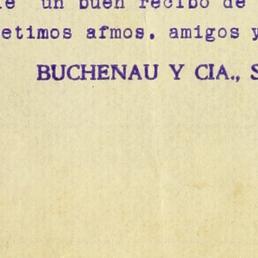 un buen recibo de
etimos afmos. amigos y
BUCHENAU Y CIA., S